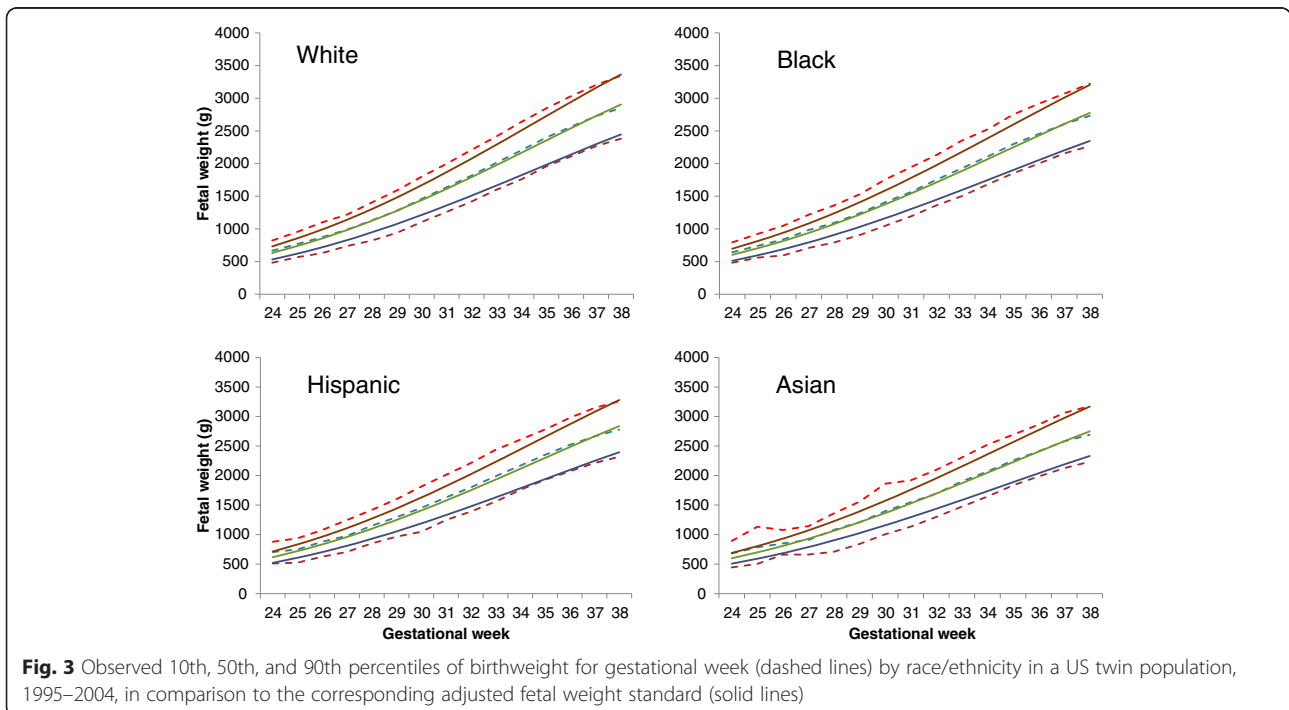 White
Fetal weight (g)
4000
3500
3000
2500
2000
1500
1000
500
0
24 25 26 27 28 29 30 31 32 33 34 35 36 37 38
Black
4000
3500
3000
2500
2000
1500
1000
500
0
24 25 26 27 28 29 30 31 32 33 34 35 36 37 38
Hispanic
Fetal weight (g)
4000
3500
3000
2500
2000
1500
1000
500
0
24 25 26 27 28 29 30 31 32 33 34 35 36 37 38
Gestational week
Asian
4000
3500
3000
2500
2000
1500
1000
500
0
24 25 26 27 28 29 30 31 32 33 34 35 36 37 38
Gestational week
Fig. 3 Observed 10th, 50th, and 90th percentiles of birthweight for gestational week (dashed lines) by race/ethnicity in a US twin population,
1995–2004, in comparison to the corresponding adjusted fetal weight standard (solid lines)